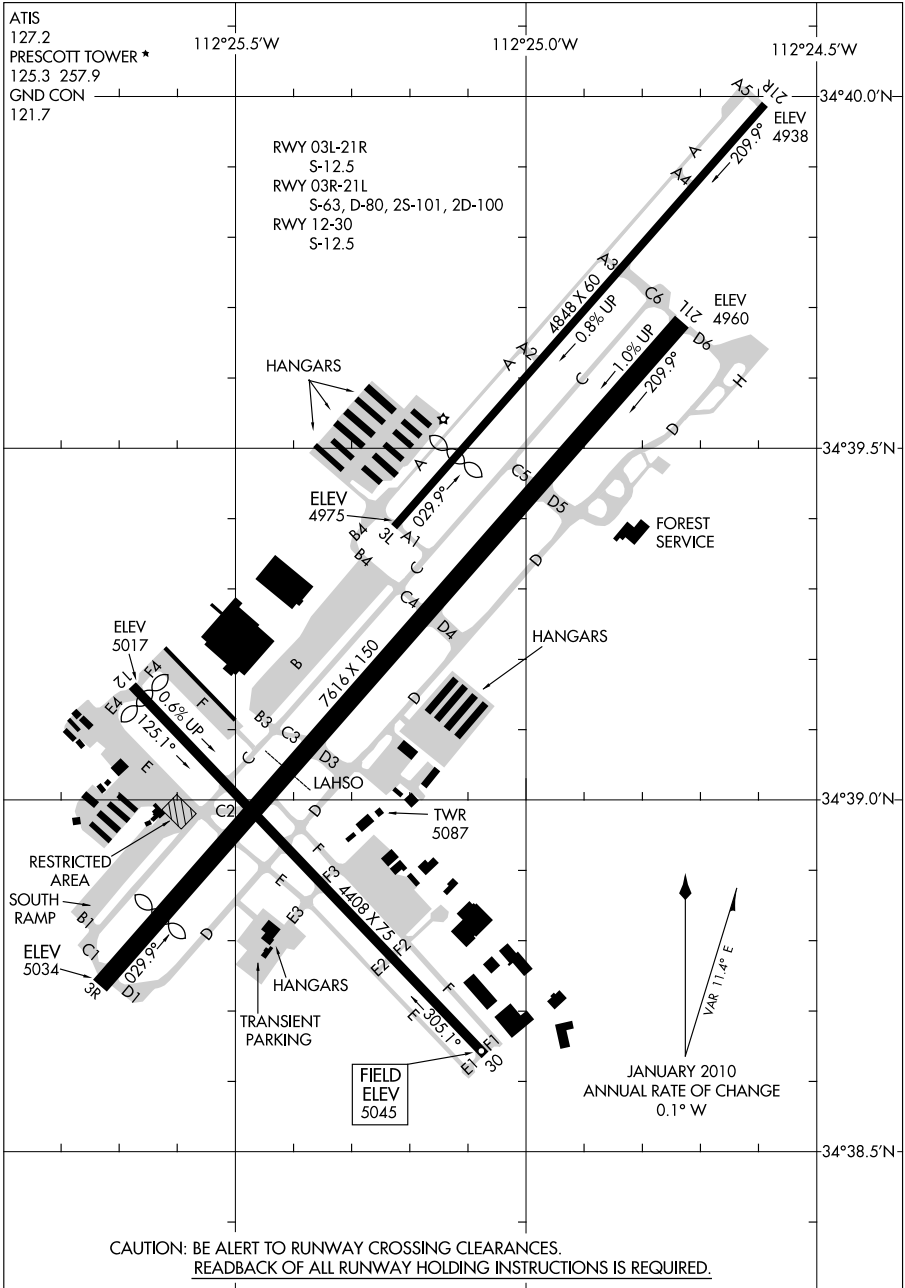 ATIS
127.2
PRESCOTT TOWER *
125.3 257.9
GND CON
121.7
112°25.5'W
112°25.0'W
112°24.5'W
34°40.0'N
A5
21R
ELEV
4938
209.9°
A
A4
RWY 03L-21R
S-12.5
RWY 03R-21L
S-63, D-80, 2S-101, 2D-100
RWY 12-30
S-12.5
A3
C6
4848 X 60
0.8% UP
21L
ELEV
4960
D6
A2
A
1.0% UP
209.9°
C
H
D
HANGARS
34°39.5'N
A
029.9°
C5
D5
ELEV
4975
3L
A1
B4
B4
C
FOREST
SERVICE
D
C4
D4
HANGARS
ELEV
5017
12
F4
E4
0.6% UP
125.1°
F
B
7616 X 150
D
B3
C3
D3
C
E
LAHSO
34°39.0'N
C2
D
TWR
5087
RESTRICTED
AREA
F
F3
E
E3
4408 X 75
SOUTH
RAMP
B1
C1
D
029.9°
ELEV
5034
3R
D1
HANGARS
TRANSIENT
PARKING
F2
E2
F
E
305.1°
E1
F1
30
FIELD
ELEV
5045
VAR 11.4° E
JANUARY 2010
ANNUAL RATE OF CHANGE
0.1° W
34°38.5'N
CAUTION: BE ALERT TO RUNWAY CROSSING CLEARANCES.
READBACK OF ALL RUNWAY HOLDING INSTRUCTIONS IS REQUIRED.